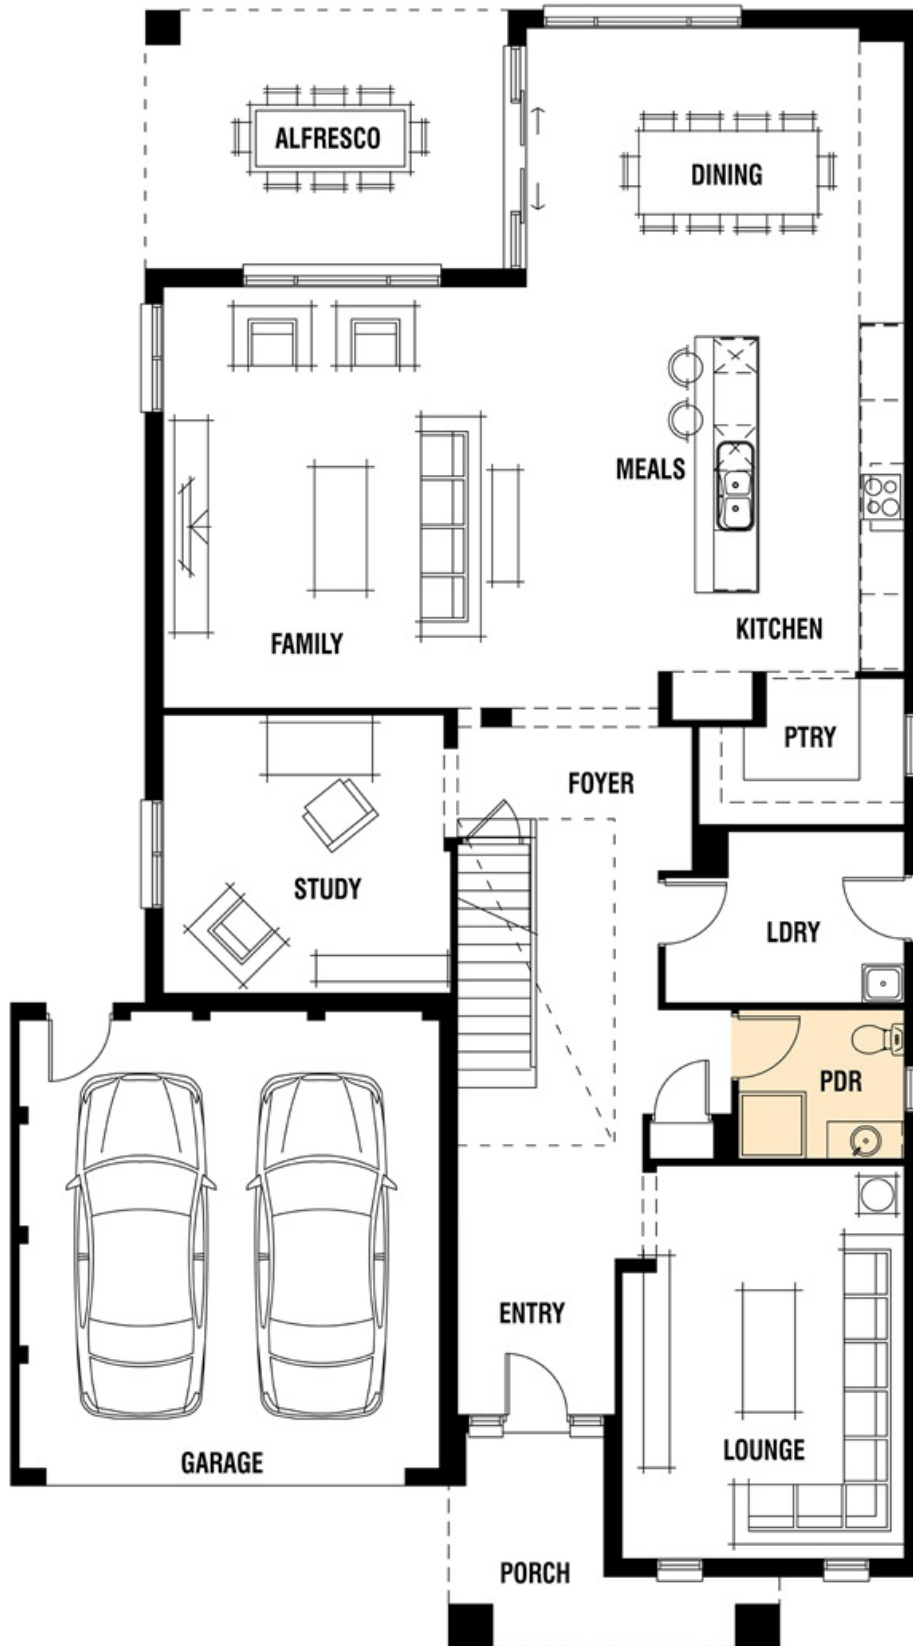 ALFRESCO
DINING
MEALS
KITCHEN
FAMILY
PTRY
FOYER
STUDY
LDRY
PDR
ENTRY
LOUNGE
GARAGE
PORCH